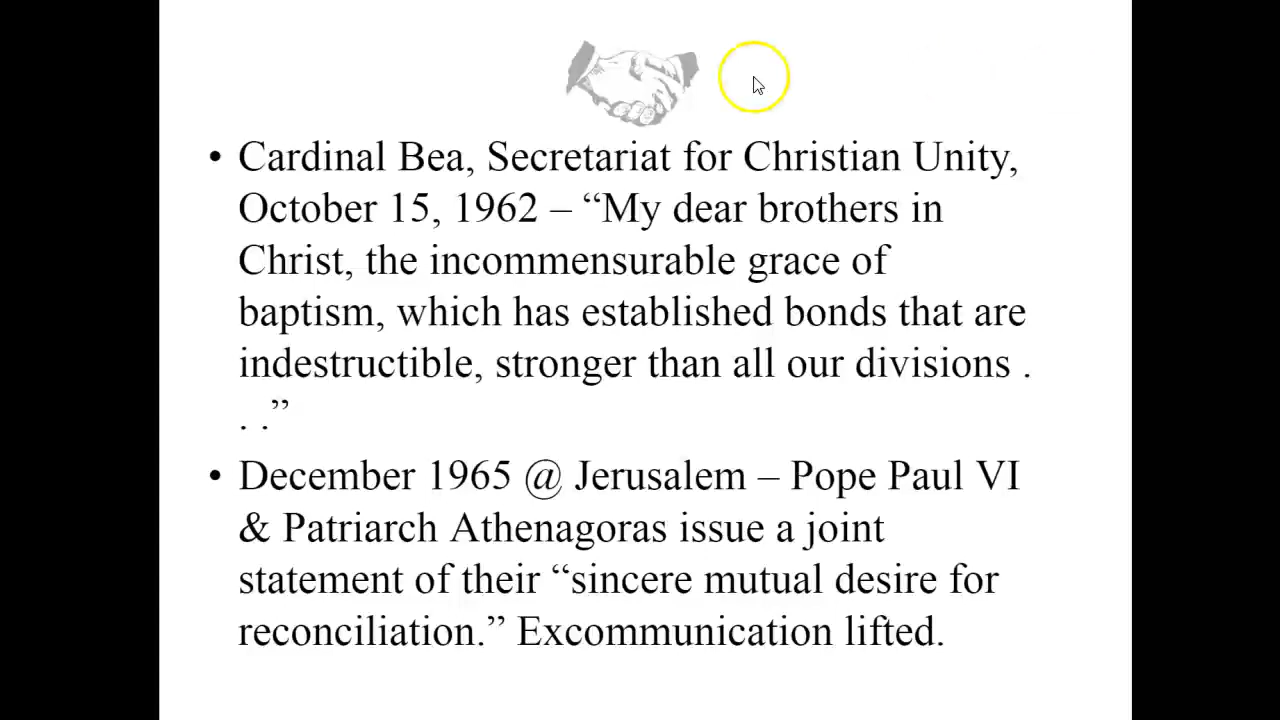 • Cardinal Bea, Secretariat for Christian Unity,
October 15, 1962 – “My dear brothers in
Christ, the incommensurable grace of
baptism, which has established bonds that are
indestructible, stronger than all our divisions .
. .”
• December 1965 @ Jerusalem – Pope Paul VI
& Patriarch Athenagoras issue a joint
statement of their “sincere mutual desire for
reconciliation.” Excommunication lifted.